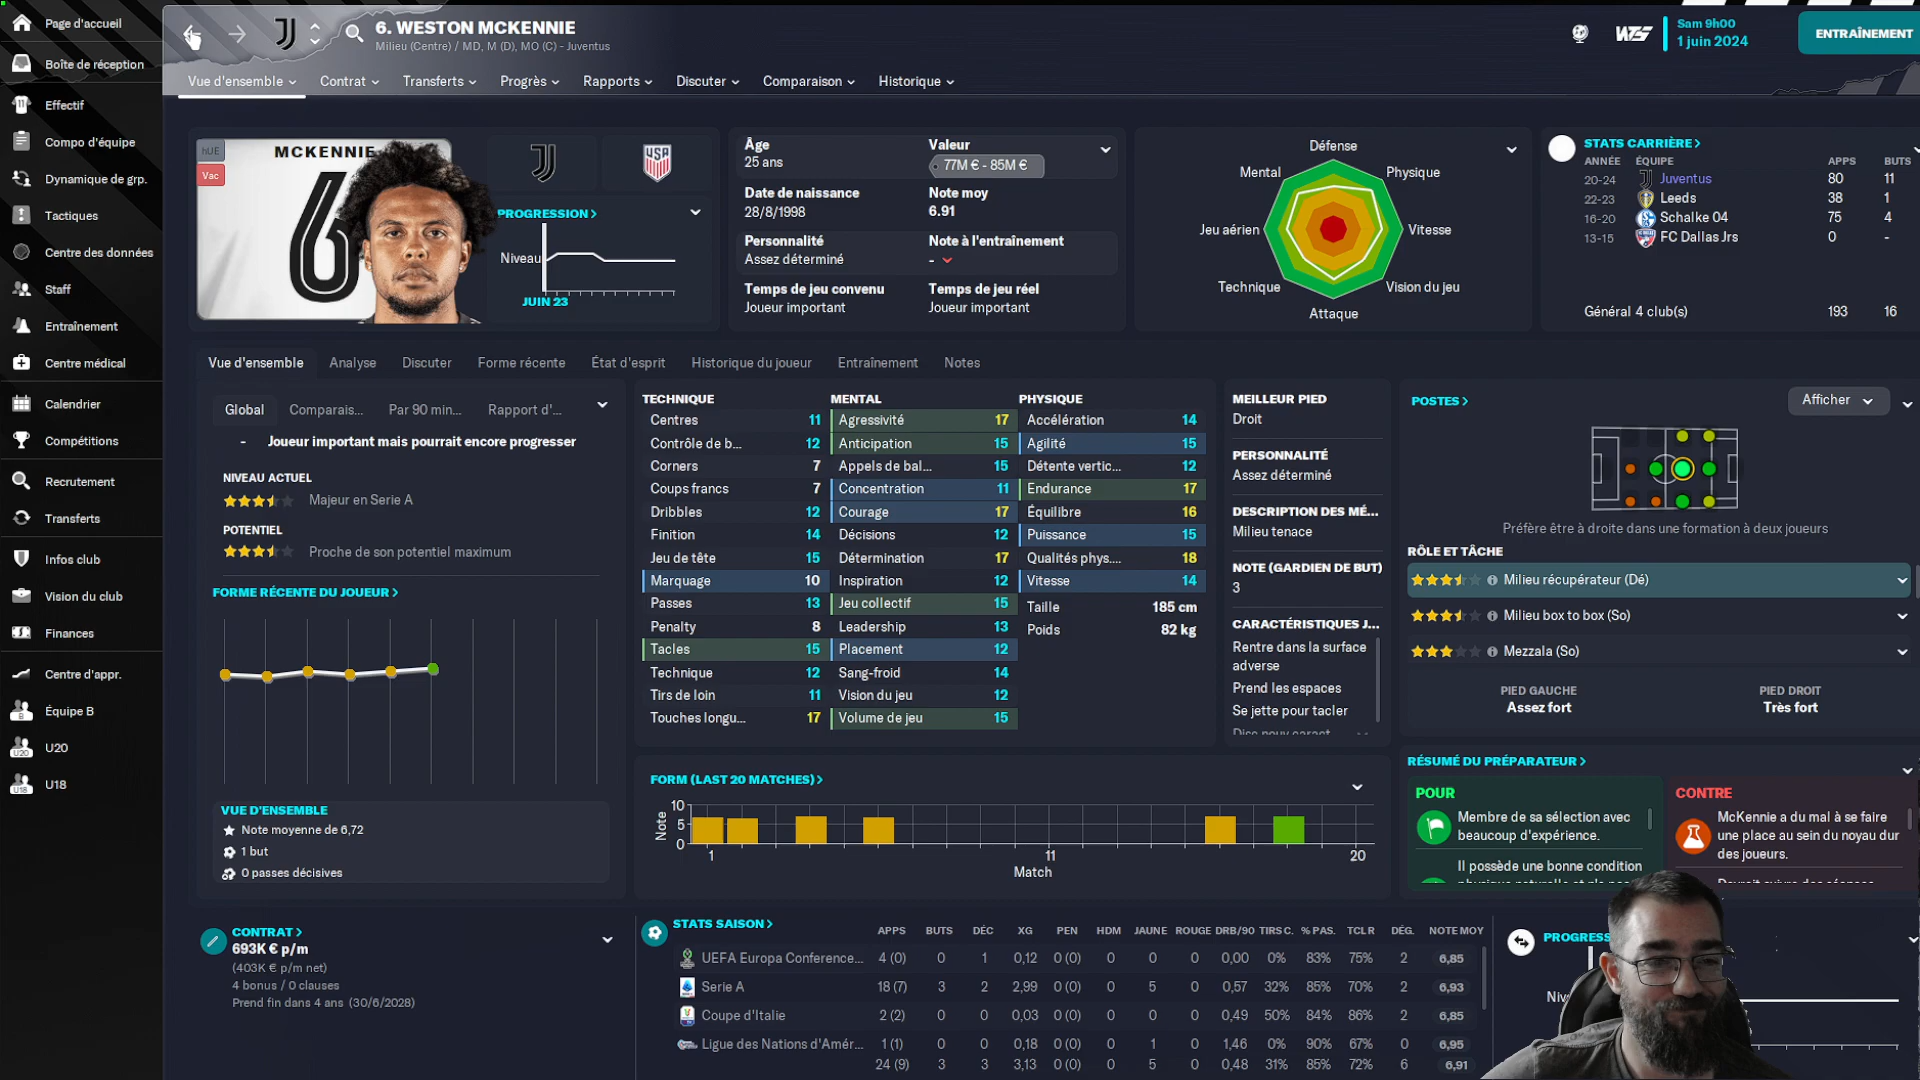 Page d'accueil
Boîte de réception
Effectif
Compo d'équipe
Dynamique de grp.
Tactiques
Centre des données
Staff
Entraînement
Centre médical
Calendrier
Compétitions
Recrutement
Transferts
Infos club
Vision du club
Finances
Centre d'appr.
Équipe B
U20
U18
6. WESTON MCKENNIE
Milieu (Centre) / MD, M (D), MO (C) - Juventus
Sam 9h00
1 juin 2024
ENTRAÎNEMENT
Vue d'ensemble Contrat Transferts Progrès Rapports Discuter Comparaison Historique
hUE
Vac
MCKENNIE
6
USA
PROGRESSION >
Niveau
JUIN 23
Âge
25 ans
Valeur
77M € - 85M €
Date de naissance
28/8/1998
Note moy
6.91
Personnalité
Assez déterminé
Note à l'entraînement
-
Temps de jeu convenu
Joueur important
Temps de jeu réel
Joueur important
Défense
Mental Physique
Jeu aérien Vitesse
Technique Vision du jeu
Attaque
STATS CARRIÈRE >
ANNÉE ÉQUIPE APPS BUTS
20-24 Juventus 80 11
22-23 Leeds 38 1
16-20 Schalke 04 75 4
13-15 FC Dallas Jrs 0 -
Général 4 club(s) 193 16
Vue d'ensemble Analyse Discuter Forme récente État d'esprit Historique du joueur Entraînement Notes
Global Comparais... Par 90 min... Rapport d'...
- Joueur important mais pourrait encore progresser
NIVEAU ACTUEL
Majeur en Serie A
POTENTIEL
Proche de son potentiel maximum
FORME RÉCENTE DU JOUEUR >
VUE D'ENSEMBLE
Note moyenne de 6,72
1 but
0 passes décisives
TECHNIQUE
Centres 11
Contrôle de b... 12
Corners 7
Coups francs 7
Dribbles 12
Finition 14
Jeu de tête 15
Marquage 10
Passes 13
Penalty 8
Tacles 15
Technique 12
Tirs de loin 11
Touches longu... 17
MENTAL
Agressivité 17
Anticipation 15
Appels de bal... 15
Concentration 11
Courage 17
Décisions 12
Détermination 17
Inspiration 12
Jeu collectif 15
Leadership 13
Placement 12
Sang-froid 14
Vision du jeu 12
Volume de jeu 15
PHYSIQUE
Accélération 14
Agilité 15
Détente vertic... 12
Endurance 17
Équilibre 16
Puissance 15
Qualités phys.... 18
Vitesse 14
Taille 185 cm
Poids 82 kg
MEILLEUR PIED
Droit
PERSONNALITÉ
Assez déterminé
DESCRIPTION DES MÉ...
Milieu tenace
NOTE (GARDIEN DE BUT)
3
CARACTÉRISTIQUES J...
Rentre dans la surface
adverse
Prend les espaces
Se jette pour tacler
POSTES >
Afficher
Préfère être à droite dans une formation à deux joueurs
RÔLE ET TÂCHE
Milieu récupérateur (Dé)
Milieu box to box (So)
Mezzala (So)
PIED GAUCHE
Assez fort
PIED DROIT
Très fort
FORM (LAST 20 MATCHES) >
Note
10
5
0
1 11 20
Match
RÉSUMÉ DU PRÉPARATEUR >
POUR
Membre de sa sélection avec
beaucoup d'expérience.
Il possède une bonne condition
CONTRE
McKennie a du mal à se faire
une place au sein du noyau dur
des joueurs.
CONTRAT >
693K € p/m
(403K € p/m net)
4 bonus / 0 clauses
Prend fin dans 4 ans (30/6/2028)
STATS SAISON > APPS BUTS DÉC XG PEN HDM JAUNE ROUGE DRB/90 TIRS C. % PAS. TCL R DÉG. NOTE MOY
UEFA Europa Conference... 4 (0) 0 1 0,12 0 (0) 0 0 0 0,00 0% 83% 75% 2 6,85
Serie A 18 (7) 3 2 2,99 0 (0) 0 5 0 0,57 32% 85% 70% 2 6,93
Coupe d'Italie 2 (2) 0 0 0,03 0 (0) 0 0 0 0,49 50% 84% 86% 2 6,85
Ligue des Nations d'Amér... 1 (1) 0 0 0,18 0 (0) 0 1 0 1,46 0% 90% 67% 0 6,95
24 (9) 3 3 3,13 0 (0) 0 5 0 0,48 31% 85% 72% 6 6,91
PROGRESS
Niv